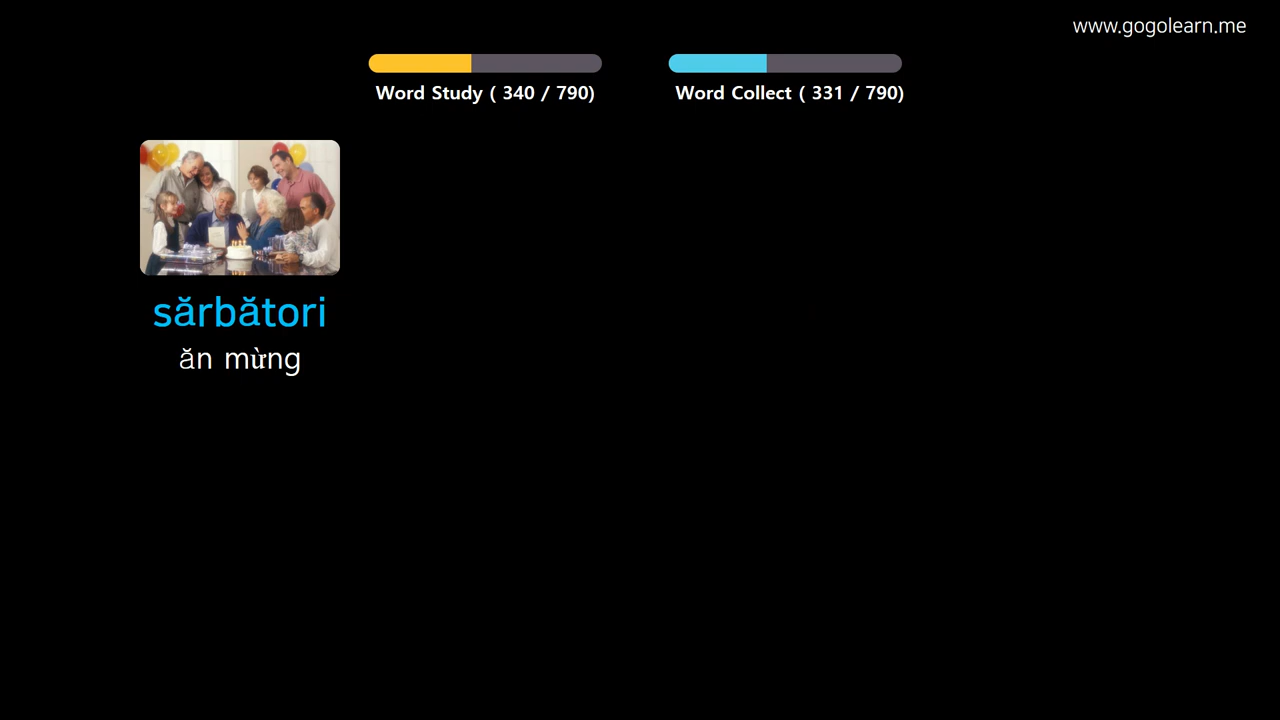 www.gogolearn.me
Word Study ( 340 / 790)
Word Collect ( 331 / 790)
sărbători
ăn mừng